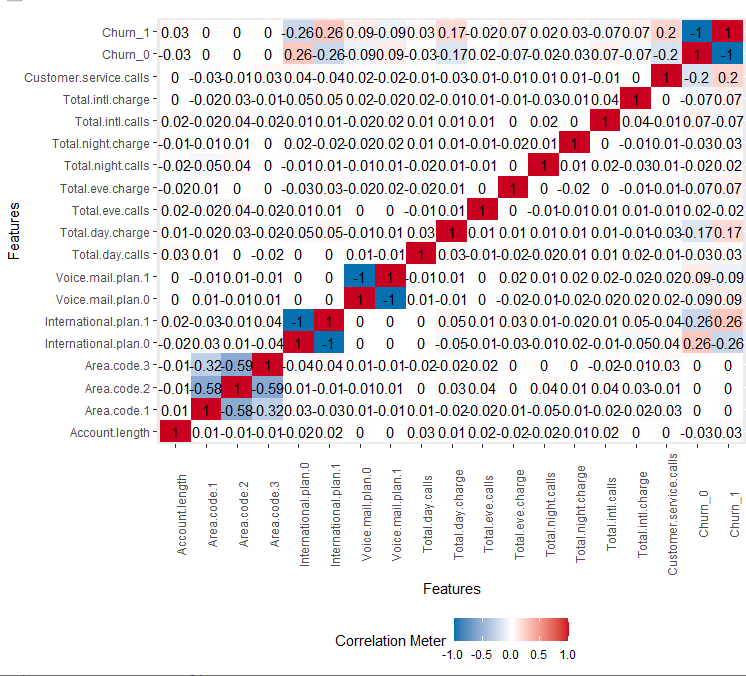 Churn_1 0.03 0 0 0 -0.26 0.26 0.09 -0.09 0.03 0.17 -0.02 0.07 0.02 0.03 -0.07 0.07 0.2 -1 1
Churn_0 -0.03 0 0 0 0.26 -0.26 -0.09 0.09 -0.03 -0.17 0.02 -0.07 -0.02 -0.03 0.07 -0.07 -0.2 1 -1
Customer.service.calls 0 -0.03 -0.01 0.03 0.04 -0.04 0.02 -0.02 -0.01 -0.03 -0.01 -0.01 0.01 0.01 -0.01 0 1 -0.2 0.2
Total.intl.charge 0 -0.02 0.03 -0.01 -0.05 0.05 0.02 -0.02 0.02 -0.01 0.01 -0.01 -0.03 -0.01 0.04 1 0 -0.07 0.07
Total.intl.calls 0.02 -0.02 0.04 -0.02 -0.01 0.01 0 0 0.01 0.01 0.01 0 0.02 0 1 0.04 -0.01 0.07 -0.07
Total.night.charge -0.01 -0.01 0.01 0 0.02 -0.02 -0.02 0.02 0.01 0.01 0.01 -0.02 0.01 1 0 -0.01 0.01 -0.03 0.03
Total.night.calls -0.02 -0.05 0.04 0 -0.01 0.01 -0.01 0.01 -0.02 0.01 -0.01 0 1 0.01 0.02 -0.03 0.01 -0.02 0.02
Total.eve.charge -0.02 0.01 0 0 -0.03 0.03 -0.02 0.02 -0.02 0.01 0 1 0 -0.02 0 -0.01 -0.01 -0.07 0.07
Total.eve.calls 0.02 -0.02 0.04 -0.02 -0.01 0.01 0 0 -0.01 0.01 1 0 -0.01 -0.01 0.01 0.01 -0.01 0.02 -0.02
Total.day.charge 0.01 -0.02 0.03 -0.02 -0.05 0.05 -0.01 0.01 0.03 1 0.01 0.01 0.01 0.01 0.01 -0.01 -0.03 -0.17 0.17
Total.day.calls 0.03 0.01 0 -0.02 0 0 0.01 -0.01 1 0.03 -0.01 -0.02 -0.02 0.01 0.01 0.02 -0.01 -0.03 0.03
Voice.mail.plan.1 0 -0.01 0.01 -0.01 0 0 -1 1 -0.01 0.01 0 0.02 0.01 0.02 0 -0.02 -0.02 0.09 -0.09
Voice.mail.plan.0 0 0.01 -0.01 0.01 0 0 1 -1 0.01 -0.01 0 -0.02 -0.01 -0.02 0 0.02 0.02 -0.09 0.09
International.plan.1 0.02 -0.03 -0.01 0.04 -1 1 0 0 0 0.05 0.01 0.03 0.01 -0.02 0.01 0.05 -0.04 -0.26 0.26
International.plan.0 -0.02 0.03 0.01 -0.04 1 -1 0 0 0 -0.05 -0.01 -0.03 -0.01 0.02 -0.01 -0.05 0.04 0.26 -0.26
Area.code.3 -0.01 -0.32 -0.59 1 -0.04 0.04 0.01 -0.01 -0.02 -0.02 -0.02 0 0 0 -0.02 -0.01 0.03 0 0
Area.code.2 -0.01 -0.58 1 -0.59 0.01 -0.01 -0.01 0.01 0 0.03 0.04 0 0.04 0.01 0.04 0.03 -0.01 0 0
Area.code.1 0.01 1 -0.58 -0.32 0.03 -0.03 0.01 -0.01 0.01 -0.02 -0.02 0.01 -0.05 -0.01 -0.02 -0.02 -0.03 0 0
Account.length 1 0.01 -0.01 -0.01 -0.02 0.02 0 0 0.03 0.01 0.02 -0.02 -0.02 -0.01 0.02 0 0 -0.03 0.03
Features
Account.length
Area.code.1
Area.code.2
Area.code.3
International.plan.0
International.plan.1
Voice.mail.plan.0
Voice.mail.plan.1
Total.day.calls
Total.day.charge
Total.eve.calls
Total.eve.charge
Total.night.calls
Total.night.charge
Total.intl.calls
Total.intl.charge
Customer.service.calls
Churn_0
Churn_1
Features
Correlation Meter
-1.0 -0.5 0.0 0.5 1.0